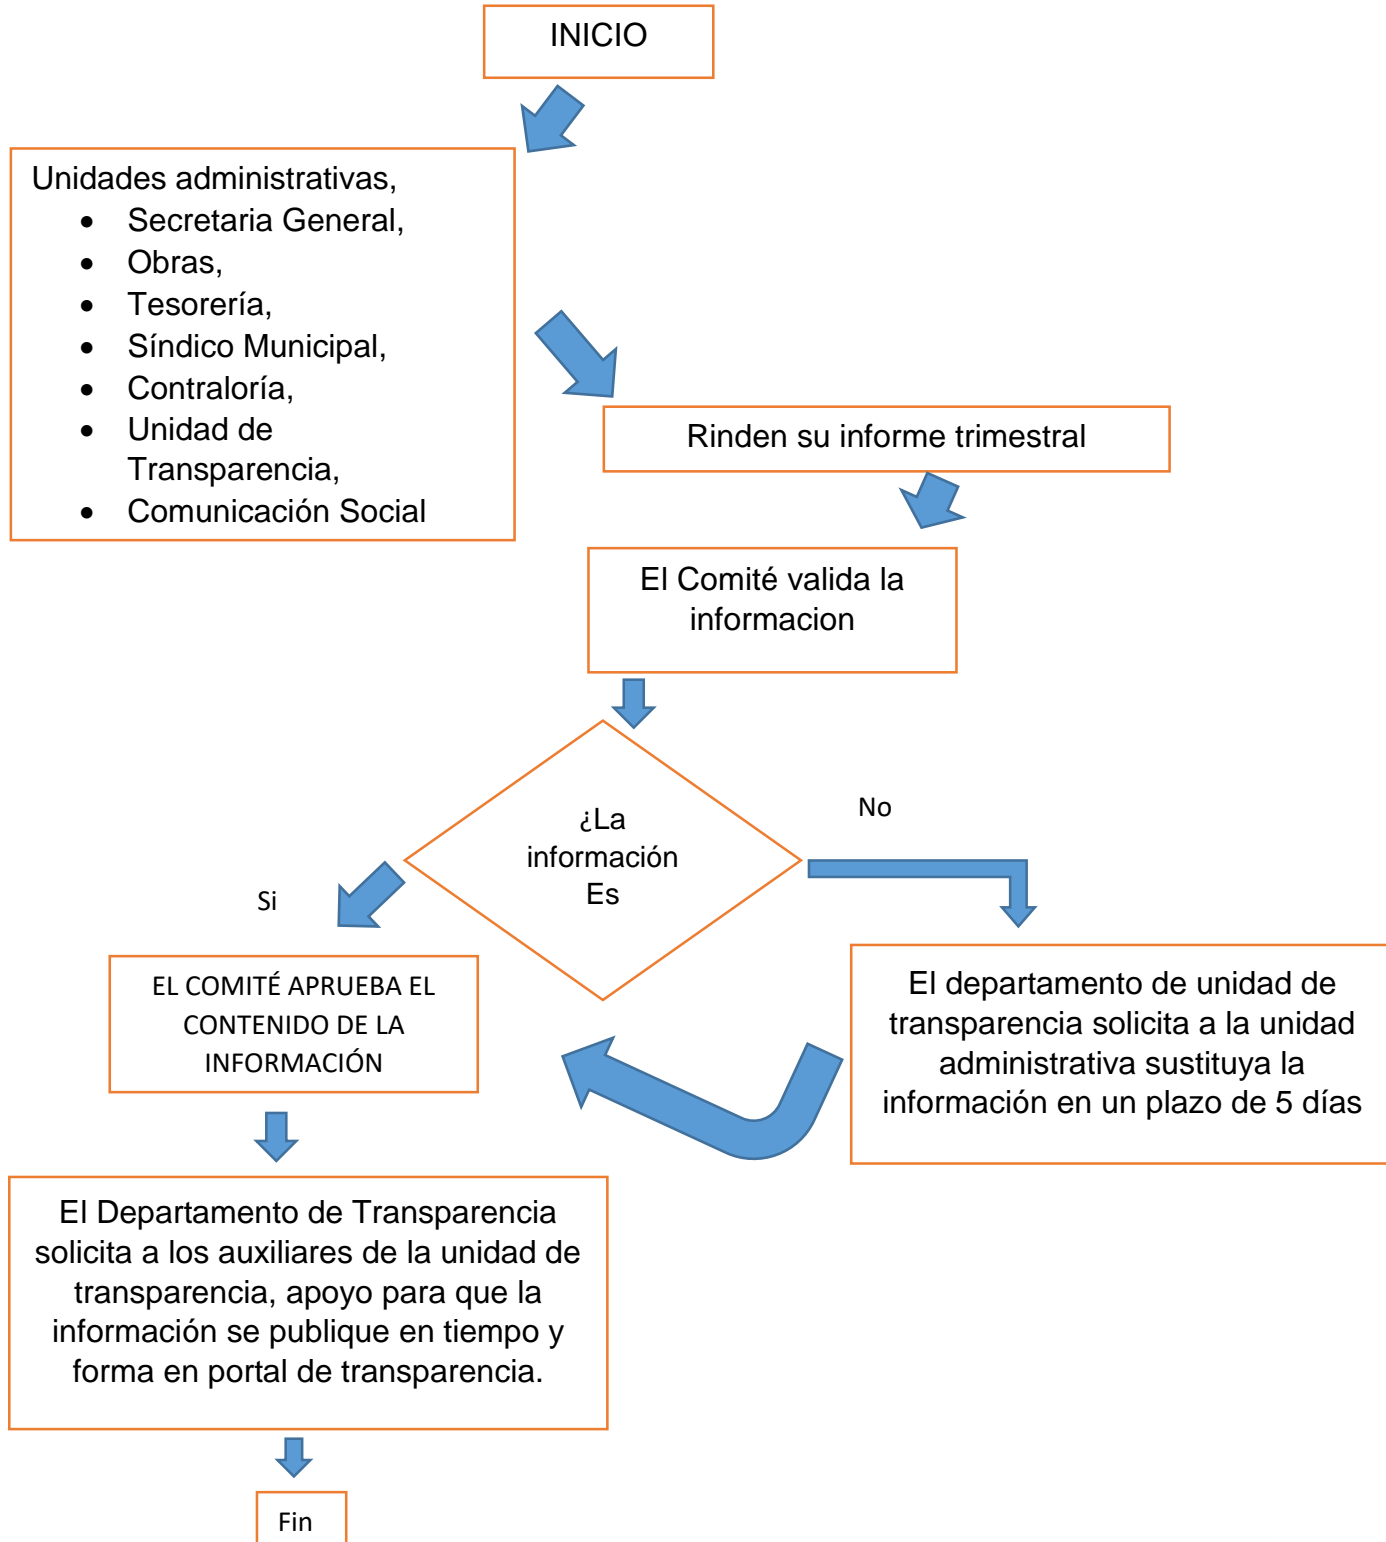 INICIO
Unidades administrativas,
• Secretaria General,
• Obras,
• Tesorería,
• Síndico Municipal,
• Contraloría,
• Unidad de
Transparencia,
• Comunicación Social
Rinden su informe trimestral
El Comité valida la
informacion
¿La
información
Es
No
Si
EL COMITÉ APRUEBA EL
CONTENIDO DE LA
INFORMACIÓN
El departamento de unidad de
transparencia solicita a la unidad
administrativa sustituya la
información en un plazo de 5 días
El Departamento de Transparencia
solicita a los auxiliares de la unidad de
transparencia, apoyo para que la
información se publique en tiempo y
forma en portal de transparencia.
Fin